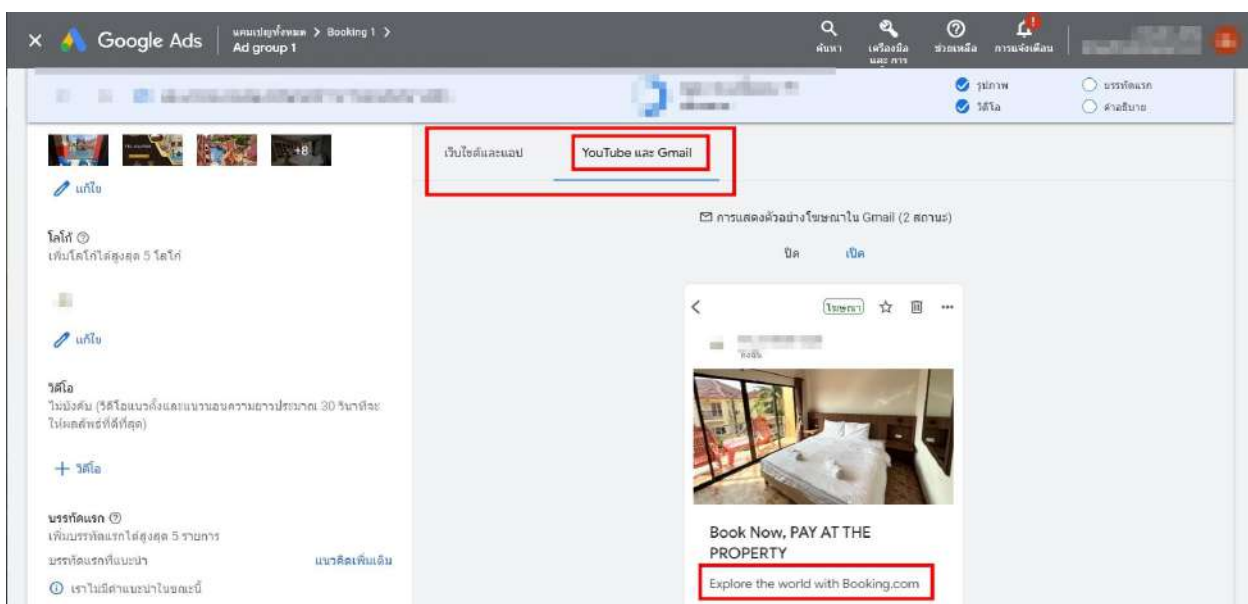 Google Ads
แคมเปญทั้งหมด > Booking 1 >
Ad group 1
ค้นหา
เครื่องมือ
และ การ
ช่วยเหลือ
การแจ้งเตือน
รูปภาพ
บรรทัดแรก
วิดีโอ
คำอธิบาย
+8
แก้ไข
เว็บไซต์และแอป
YouTube และ Gmail
การแสดงตัวอย่างโฆษณาใน Gmail (2 สถานะ)
ปิด
เปิด
โลโก้
เพิ่มโลโก้ได้สูงสุด 5 โลโก้
แก้ไข
โฆษณา
ถึงฉัน
วิดีโอ
ไม่บังคับ (วิดีโอแนวตั้งและแนวนอนความยาวประมาณ 30 วินาทีจะ
ให้ผลลัพธ์ที่ดีที่สุด)
+ วิดีโอ
บรรทัดแรก
เพิ่มบรรทัดแรกได้สูงสุด 5 รายการ
บรรทัดแรกที่แนะนำ
แนวคิดเพิ่มเติม
เราไม่มีคำแนะนำในขณะนี้
Book Now, PAY AT THE
PROPERTY
Explore the world with Booking.com